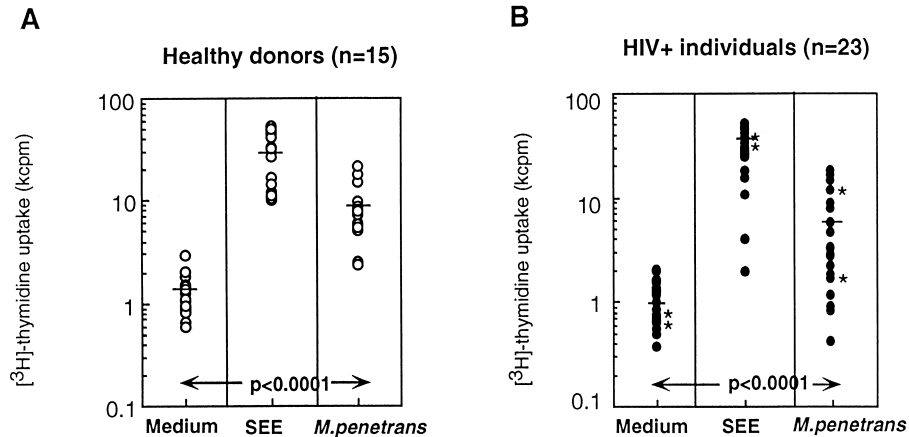 A
Healthy donors (n=15)
[³H]-thymidine uptake (kcpm)
100
10
1
0.1
p<0.0001
Medium SEE M.penetrans
B
HIV+ individuals (n=23)
[³H]-thymidine uptake (kcpm)
100
10
1
0.1
*
*
*
*
*
*
p<0.0001
Medium SEE M.penetrans